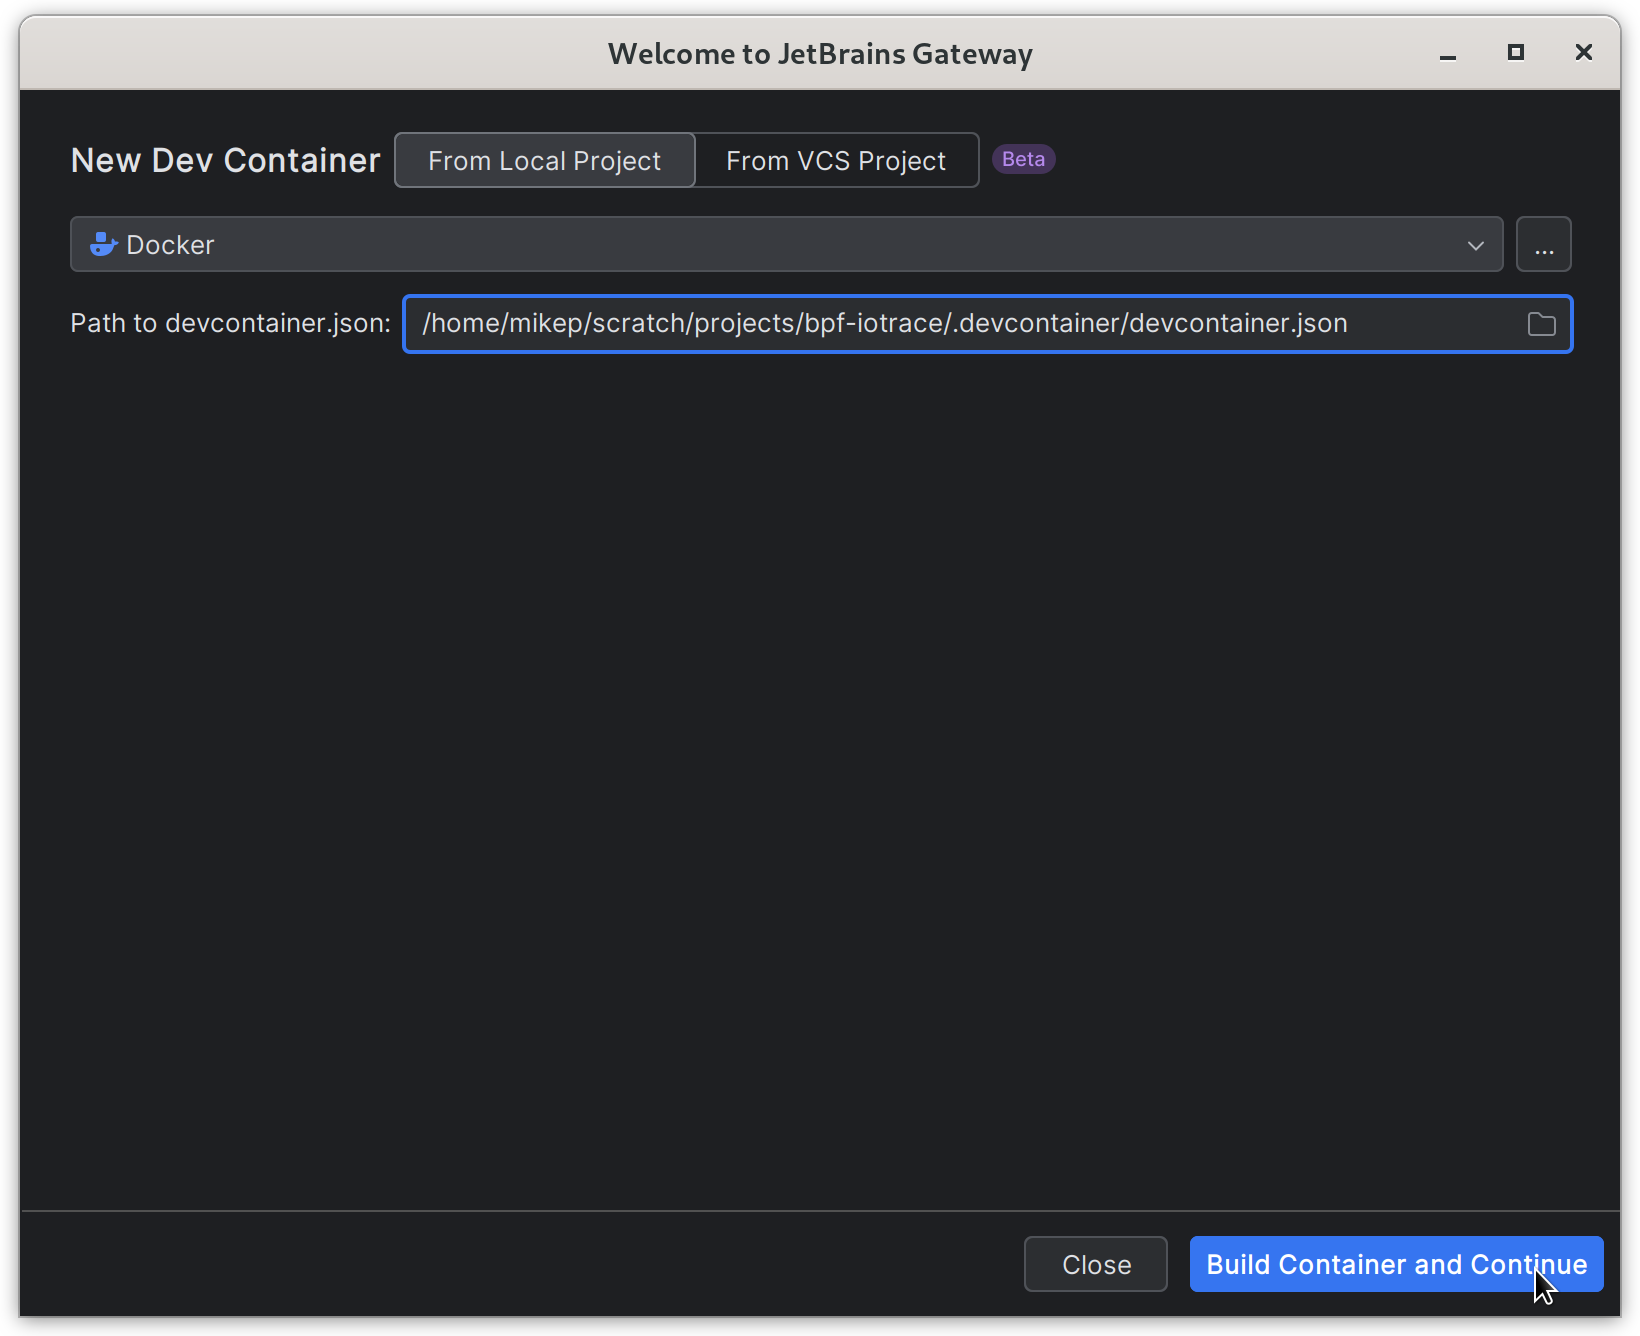 Welcome to JetBrains Gateway
New Dev Container From Local Project From VCS Project Beta
Docker ...
Path to devcontainer.json: /home/mikep/scratch/projects/bpf-iotrace/.devcontainer/devcontainer.json
Close Build Container and Continue